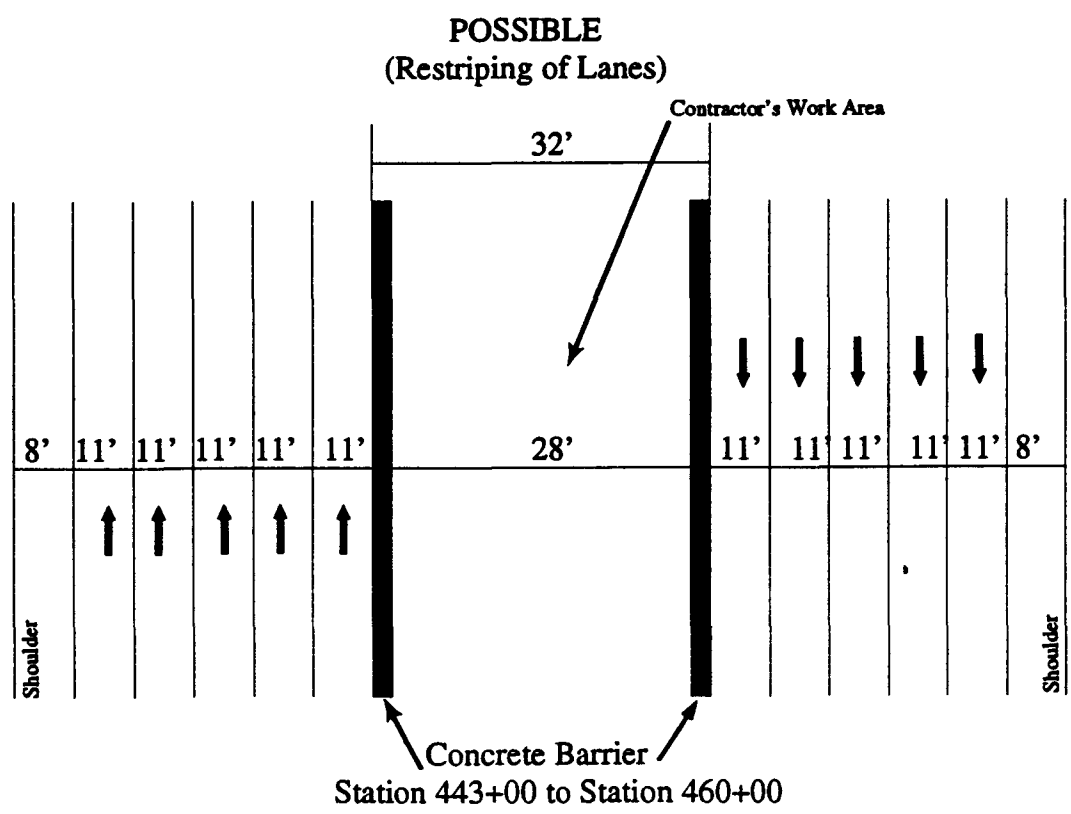 POSSIBLE
(Restriping of Lanes)
Contractor's Work Area
32'
8' 11' 11' 11' 11' 11' 28' 11' 11' 11' 11' 11' 8'
Shoulder
Shoulder
Concrete Barrier
Station 443+00 to Station 460+00